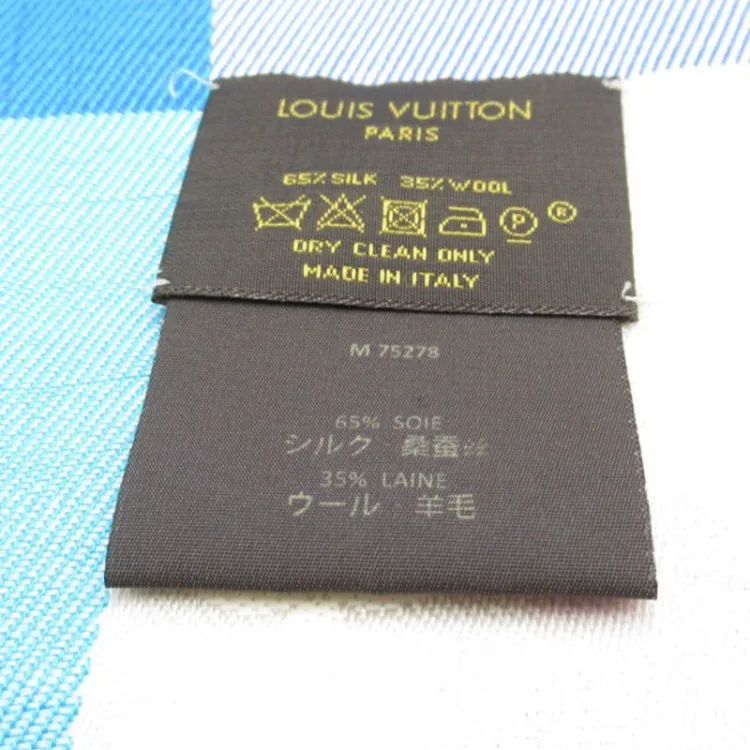 LOUIS VUITTON
PARIS
65% SILK 35% WOOL
P ®
DRY CLEAN ONLY
MADE IN ITALY
M 75278
65% SOIE
シルク 桑蚕丝
35% LAINE
ウール 羊毛